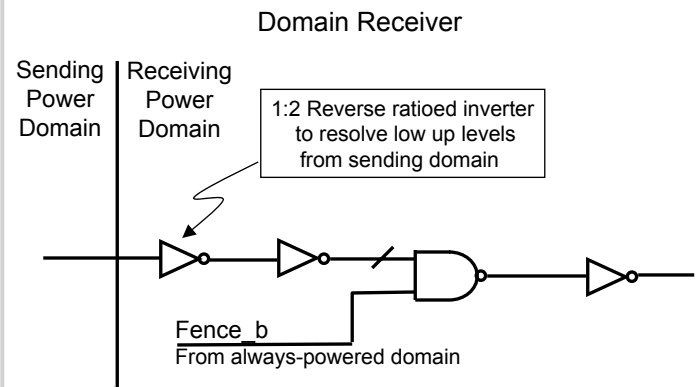 Domain Receiver
Sending
Power
Domain
Receiving
Power
Domain
1:2 Reverse ratioed inverter
to resolve low up levels
from sending domain
Fence_b
From always-powered domain